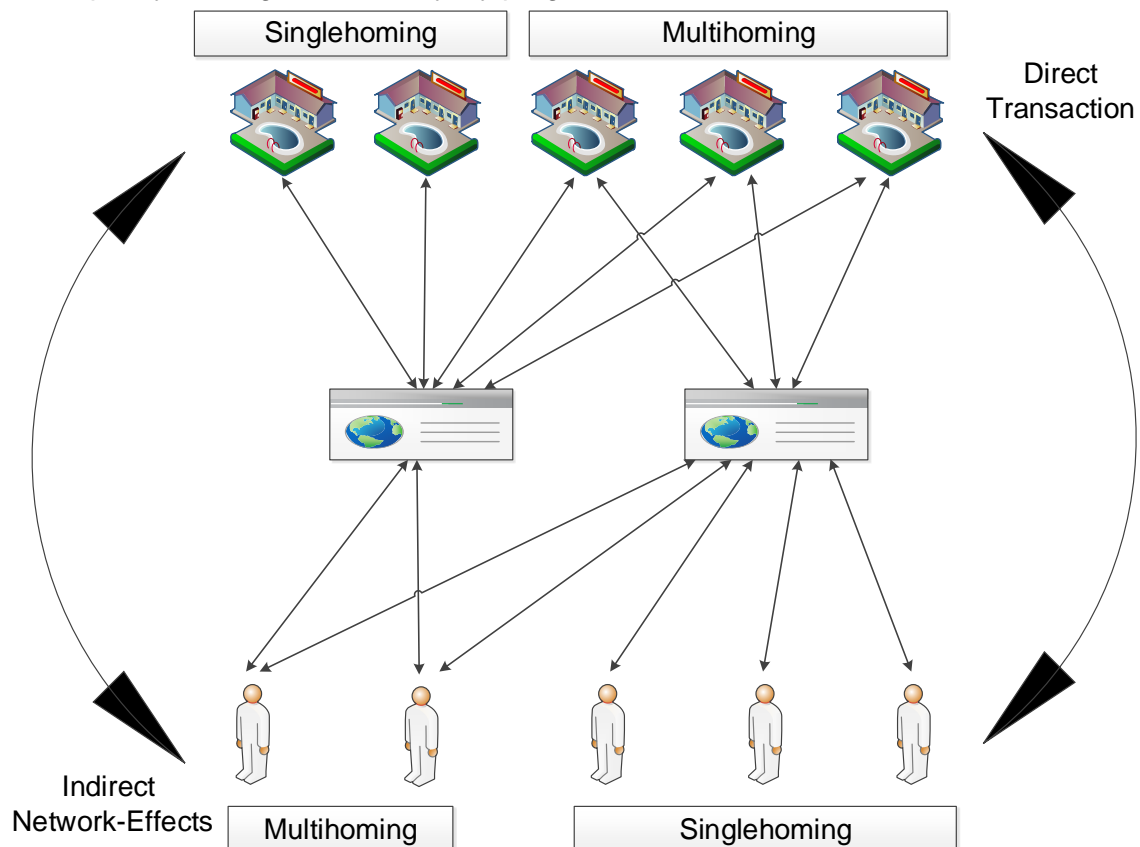 Singlehoming
Multihoming
Direct
Transaction
Indirect
Network-Effects
Multihoming
Singlehoming